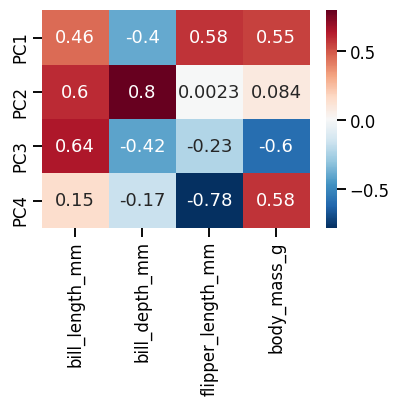 PC1 0.46 -0.4 0.58 0.55
PC2 0.6 0.8 0.0023 0.084
PC3 0.64 -0.42 -0.23 -0.6
PC4 0.15 -0.17 -0.78 0.58
bill_length_mm
bill_depth_mm
flipper_length_mm
body_mass_g
0.5
0.0
−0.5